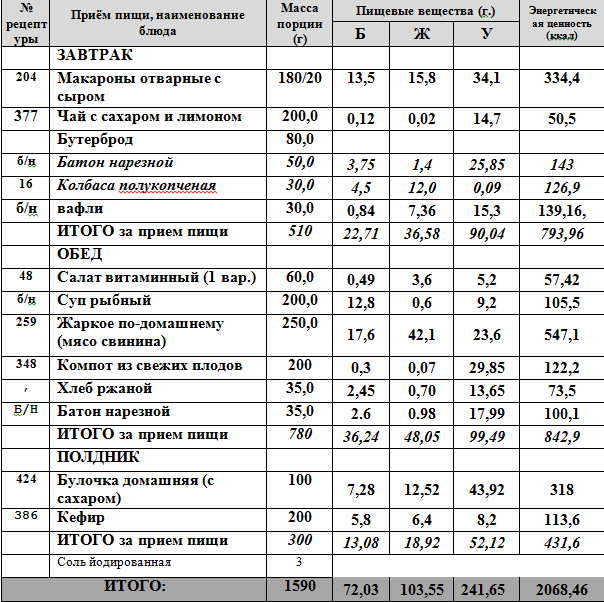 № рецептуры Приём пищи, наименование блюда Масса порции (г) Пищевые вещества (г.) Энергетическая ценность (ккал)
Б Ж У
ЗАВТРАК
204 Макароны отварные с сыром 180/20 13,5 15,8 34,1 334,4
377 Чай с сахаром и лимоном 200,0 0,12 0,02 14,7 50,5
Бутерброд 80,0
б/н Батон нарезной 50,0 3,75 1,4 25,85 143
16 Колбаса полукопченая 30,0 4,5 12,0 0,09 126,9
б/н вафли 30,0 0,84 7,36 15,3 139,16,
ИТОГО за прием пищи 510 22,71 36,58 90,04 793,96
ОБЕД
48 Салат витаминный (1 вар.) 60,0 0,49 3,6 5,2 57,42
б/н Суп рыбный 200,0 12,8 0,6 9,2 105,5
259 Жаркое по-домашнему (мясо свинина) 250,0 17,6 42,1 23,6 547,1
348 Компот из свежих плодов 200 0,3 0,07 29,85 122,2
, Хлеб ржаной 35,0 2,45 0,70 13,65 73,5
Б/Н Батон нарезной 35,0 2.6 0.98 17,99 100,1
ИТОГО за прием пищи 780 36,24 48,05 99,49 842,9
ПОЛДНИК
424 Булочка домашняя (с сахаром) 100 7,28 12,52 43,92 318
386 Кефир 200 5,8 6,4 8,2 113,6
ИТОГО за прием пищи 300 13,08 18,92 52,12 431,6
Соль йодированная 3
ИТОГО: 1590 72,03 103,55 241,65 2068,46